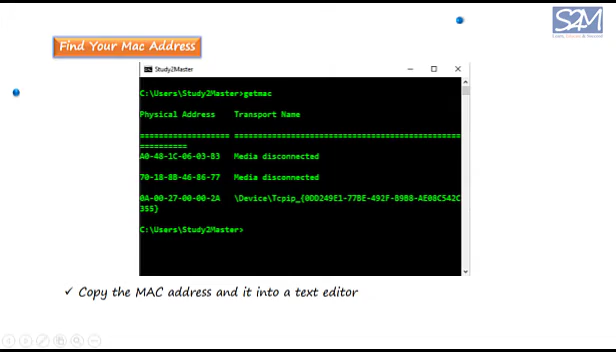 S2M
Find Your Mac Address
Study2Master
C:\Users\Study2Master>getmac
Physical Address Transport Name
=================== ================================================
==========
A0-48-1C-06-03-B3 Media disconnected
70-18-8B-46-86-77 Media disconnected
0A-00-27-00-00-2A \Device\Tcpip_{0DD249E1-77BE-492F-B9B8-AE08C542C
355}
C:\Users\Study2Master>
✓ Copy the MAC address and it into a text editor